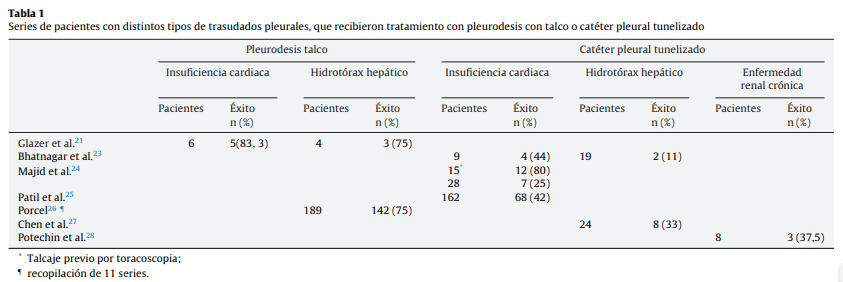 Tabla 1
Series de pacientes con distintos tipos de trasudados pleurales, que recibieron tratamiento con pleurodesis con talco o catéter pleural tunelizado
Pleurodesis talco Catéter pleural tunelizado
Insuficiencia cardiaca Hidrotórax hepático Insuficiencia cardiaca Hidrotórax hepático Enfermedad
renal crónica
Pacientes Éxito Pacientes Éxito Pacientes Éxito Pacientes Éxito Pacientes Éxito
n (%) n (%) n (%) n (%) n (%)
Glazer et al.21 6 5(83, 3) 4 3 (75)
Bhatnagar et al.23 9 4 (44) 19 2 (11)
Majid et al.24 15* 12 (80)
28 7 (25)
Patil et al.25 162 68 (42)
Porcel26 ¶ 189 142 (75)
Chen et al.27 24 8 (33)
Potechin et al.28 8 3 (37,5)
* Talcaje previo por toracoscopia;
¶ recopilación de 11 series.